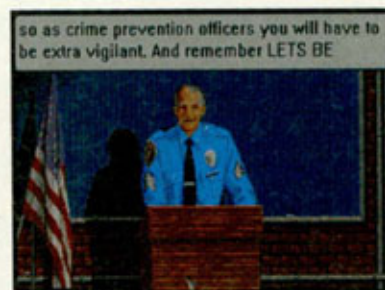 so as crime prevention officers you will have to
be extra vigilant. And remember LETS BE